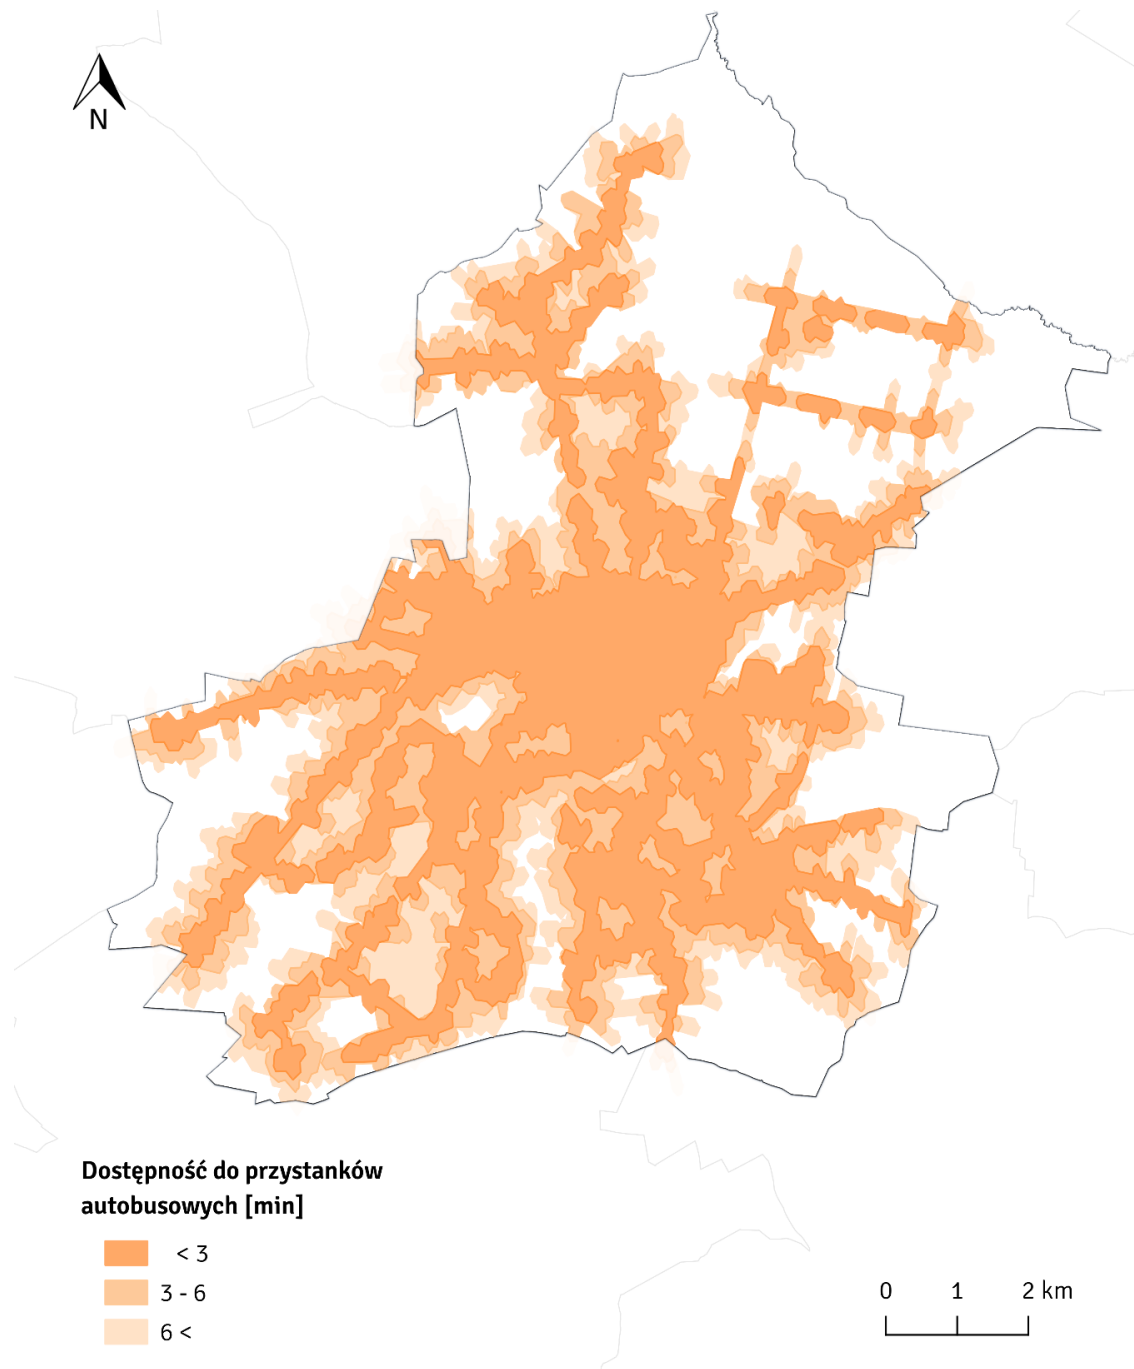 N
Dostępność do przystanków
autobusowych [min]
< 3
3 - 6
6 <
0 1 2 km